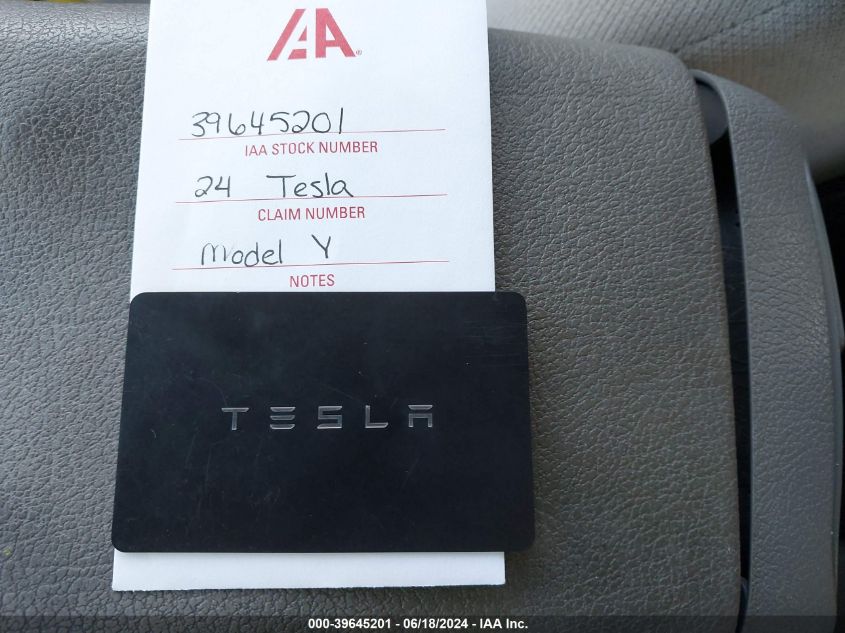 IAA
39645201
IAA STOCK NUMBER
24 Tesla
CLAIM NUMBER
Model Y
NOTES
TESLA
000-39645201 - 06/18/2024 - IAA Inc.